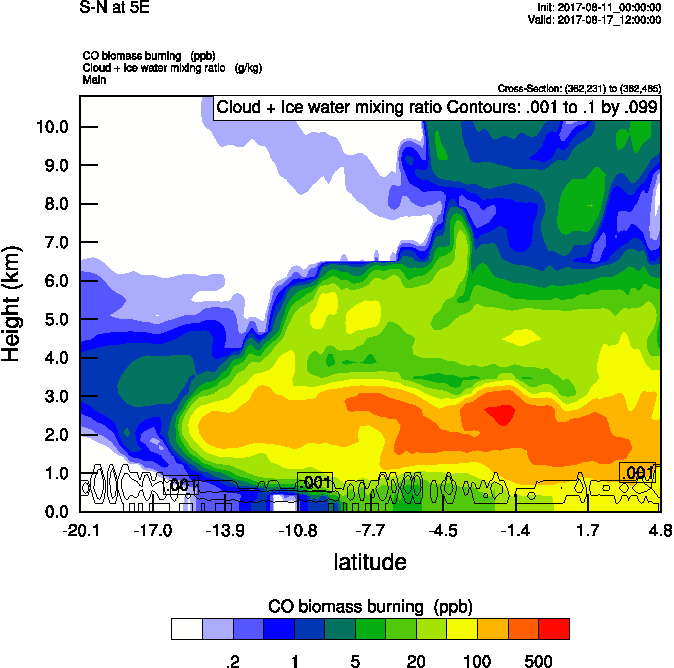 S-N at 5E
Init: 2017-08-11_00:00:00
Valid: 2017-08-17_12:00:00
CO biomass burning (ppb)
Cloud + Ice water mixing ratio (g/kg)
Main
Cross-Section: (362,231) to (362,485)
Cloud + Ice water mixing ratio Contours: .001 to .1 by .099
10.0
9.0
8.0
7.0
6.0
5.0
4.0
3.0
2.0
1.0
0.0
Height (km)
.001
.001
.001
-20.1 -17.0 -13.9 -10.8 -7.7 -4.5 -1.4 1.7 4.8
latitude
CO biomass burning (ppb)
.2 1 5 20 100 500